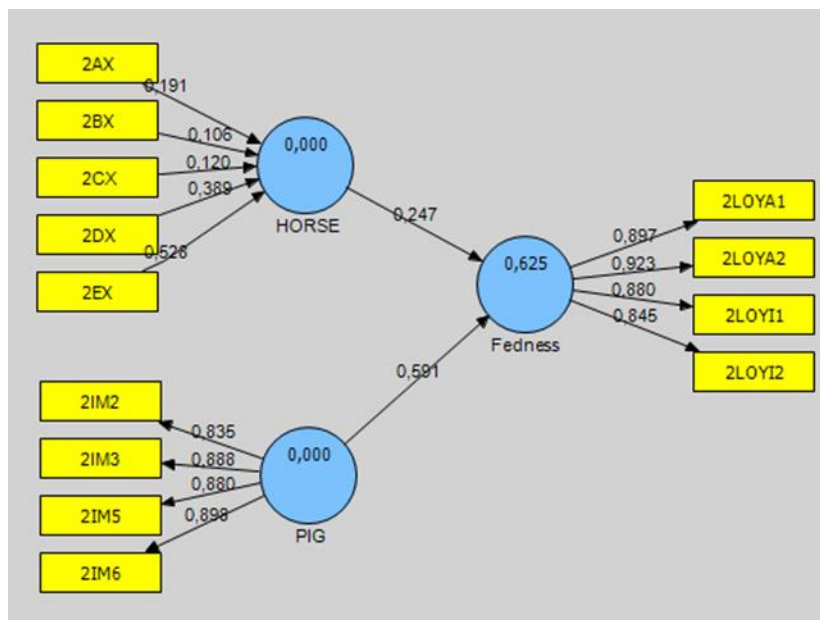 2AX
0,191
2BX
0,106
2CX
0,120
2DX
0,389
2EX
0,528
0,000
HORSE
0,247
0,625
Fedness
0,897
2LOYA1
0,923
2LOYA2
0,880
2LOYI1
0,845
2LOYI2
2IM2
0,835
2IM3
0,888
2IM5
0,880
2IM6
0,898
0,000
PIG
0,591